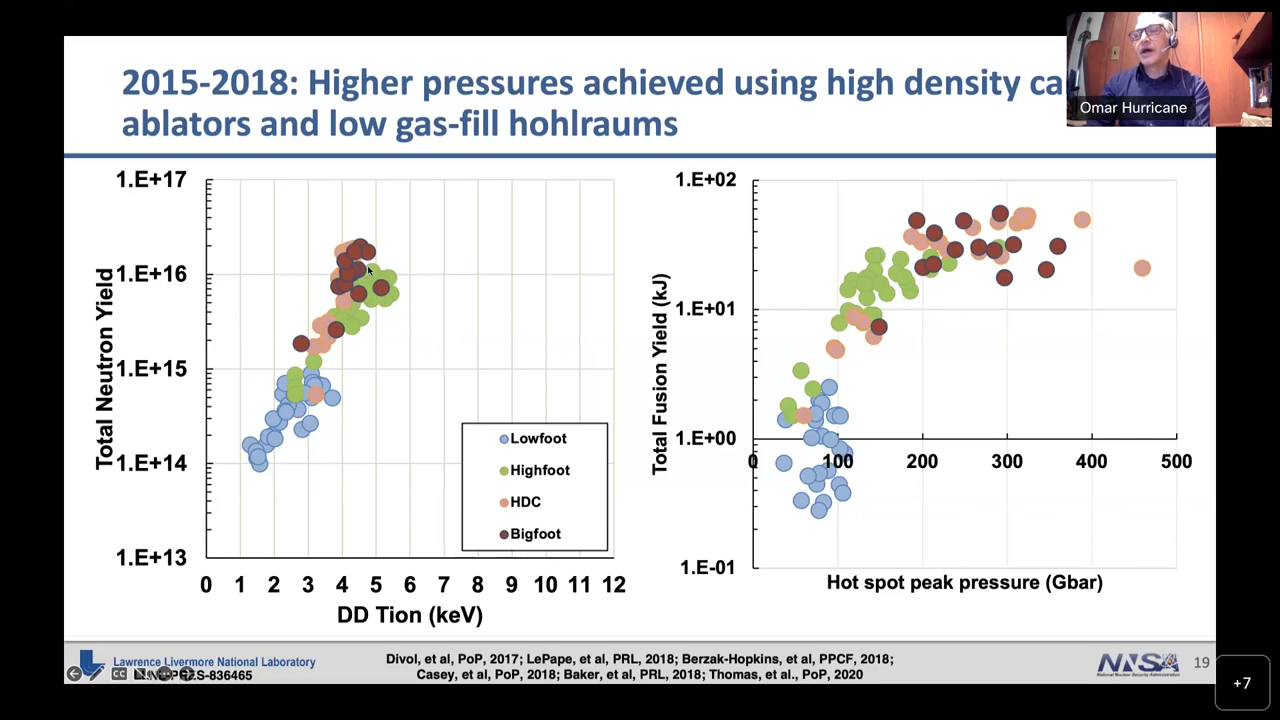 2015-2018: Higher pressures achieved using high density ca
ablators and low gas-fill hohlraums
Omar Hurricane
1.E+17
1.E+16
1.E+15
1.E+14
1.E+13
Total Neutron Yield
0 1 2 3 4 5 6 7 8 9 10 11 12
DD Tion (keV)
Lowfoot
Highfoot
HDC
Bigfoot
1.E+02
1.E+01
1.E+00
1.E-01
Total Fusion Yield (kJ)
0 100 200 300 400 500
Hot spot peak pressure (Gbar)
Lawrence Livermore National Laboratory
Divol, et al, PoP, 2017; LePape, et al, PRL, 2018; Berzak-Hopkins, et al, PPCF, 2018;
Casey, et al, PoP, 2018; Baker, et al, PRL, 2018; Thomas, et al., PoP, 2020
NNSA
National Nuclear Security Administration
19
+7